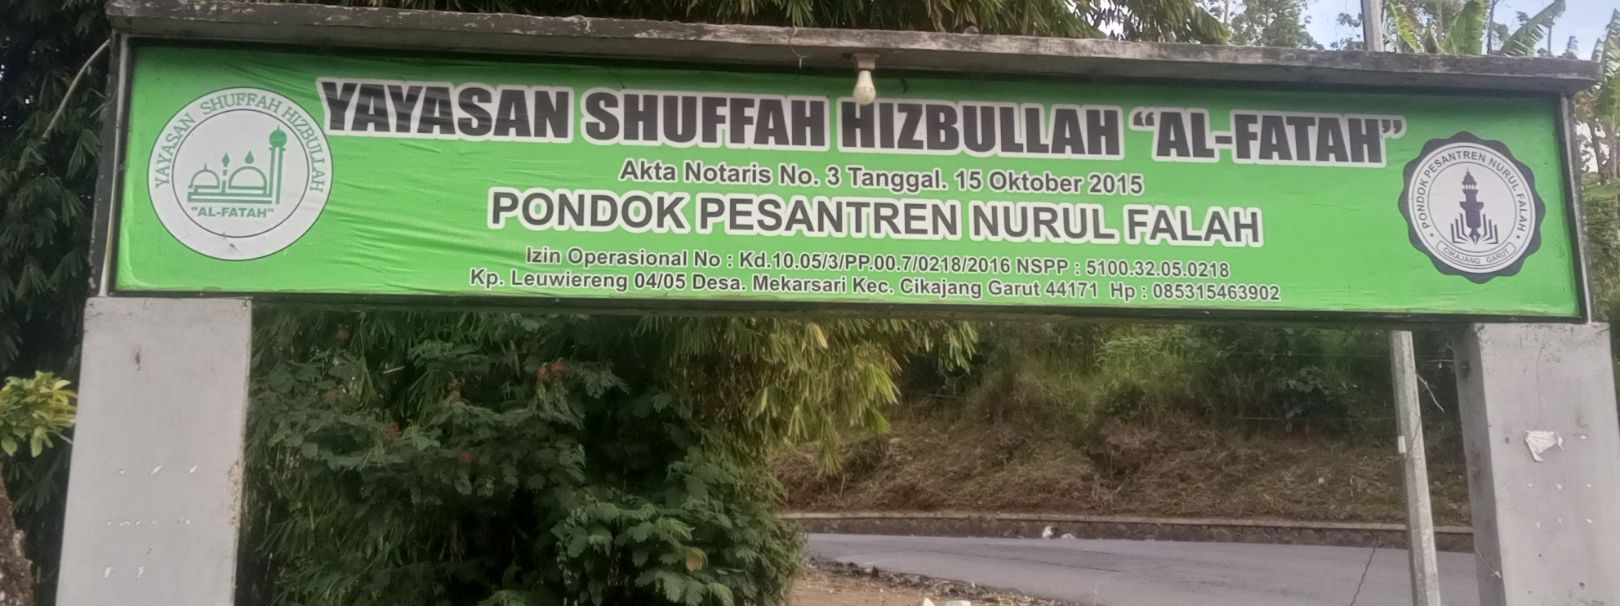 YAYASAN SHUFFAH HIZBULLAH
"AL-FATAH"
YAYASAN SHUFFAH HIZBULLAH “AL-FATAH”
Akta Notaris No. 3 Tanggal. 15 Oktober 2015
PONDOK PESANTREN NURUL FALAH
Izin Operasional No : Kd.10.05/3/PP.00.7/0218/2016 NSPP : 5100.32.05.0218
Kp. Leuwiereng 04/05 Desa. Mekarsari Kec. Cikajang Garut 44171 Hp : 085315463902
PONDOK PESANTREN NURUL FALAH
CIKAJANG GARUT